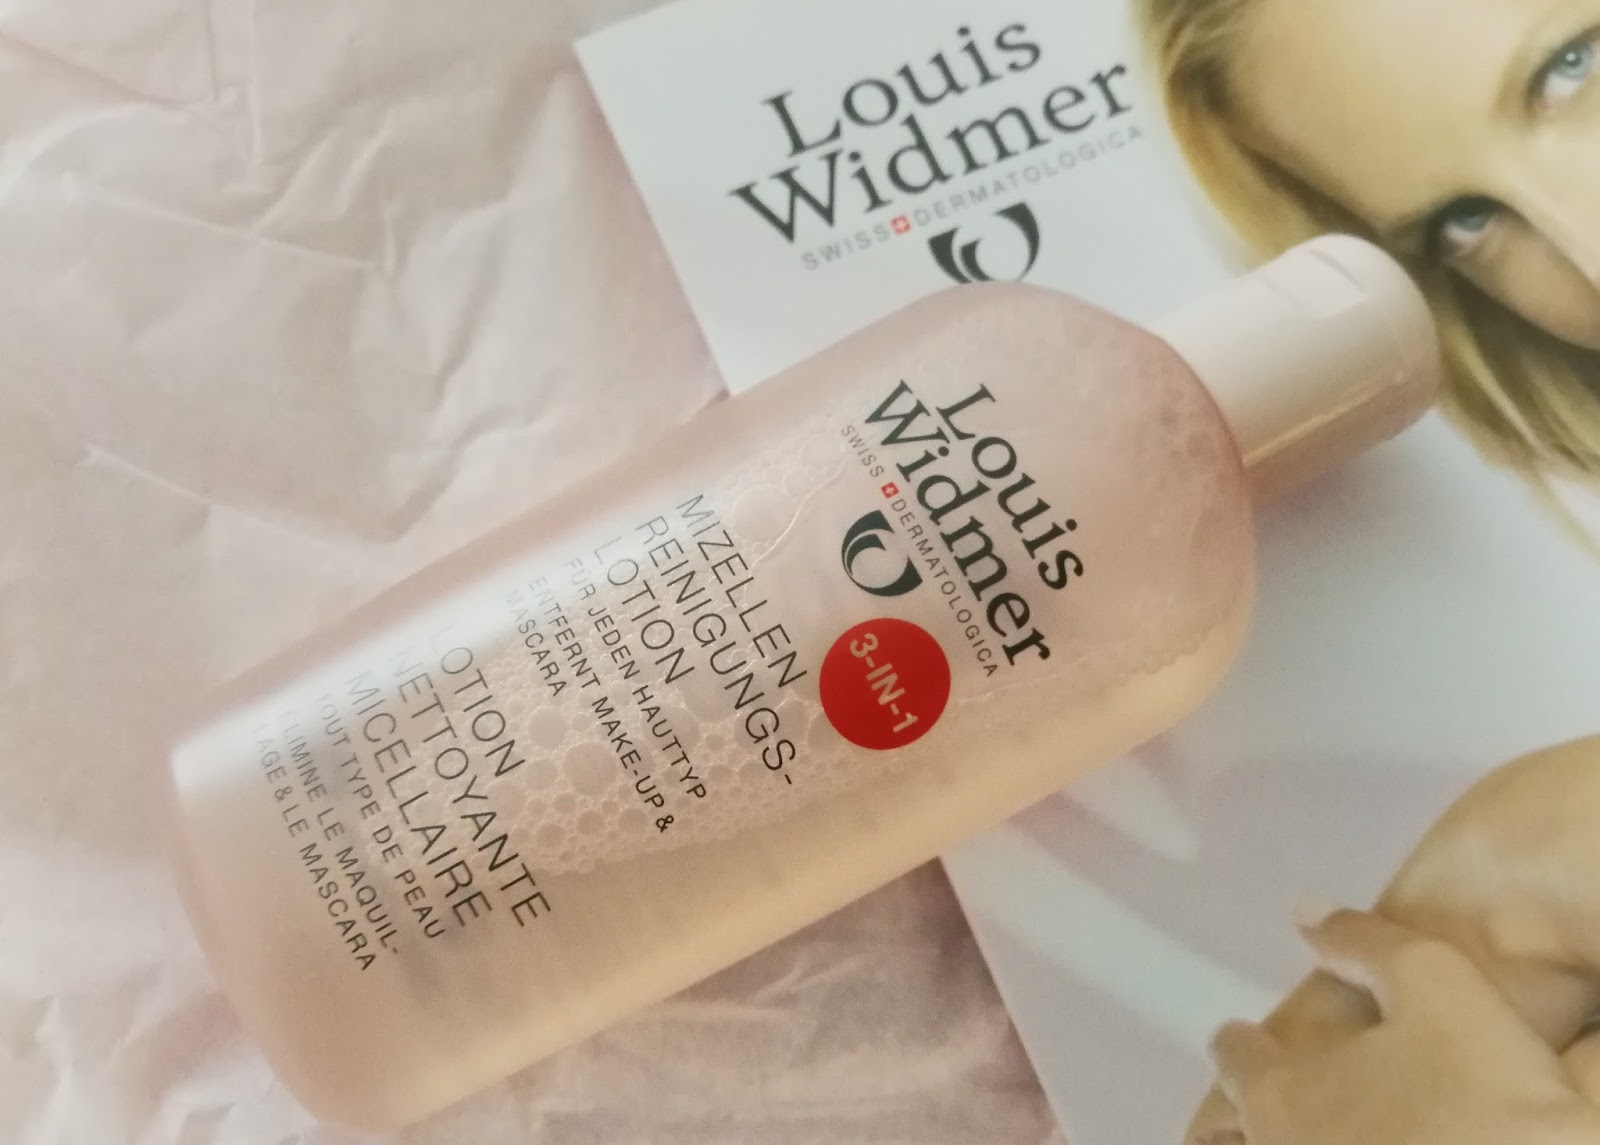 Louis
Widmer
SWISS DERMATOLOGICA
Louis
Widmer
SWISS DERMATOLOGICA
3-IN-1
MIZELLEN
REINIGUNGS-
LOTION
FÜR JEDEN HAUTTYP
ENTFERNT MAKE-UP &
MASCARA
LOTION
NETTOYANTE
MICELLAIRE
TOUT TYPE DE PEAU
ELIMINE LE MAQUIL-
LAGE & LE MASCARA